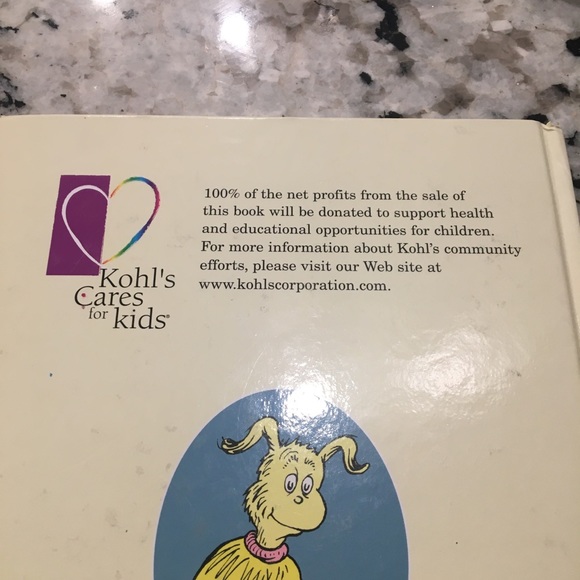 100% of the net profits from the sale of
this book will be donated to support health
and educational opportunities for children.
For more information about Kohl's community
efforts, please visit our Web site at
www.kohlscorporation.com.
Kohl's
Cares
for kids®